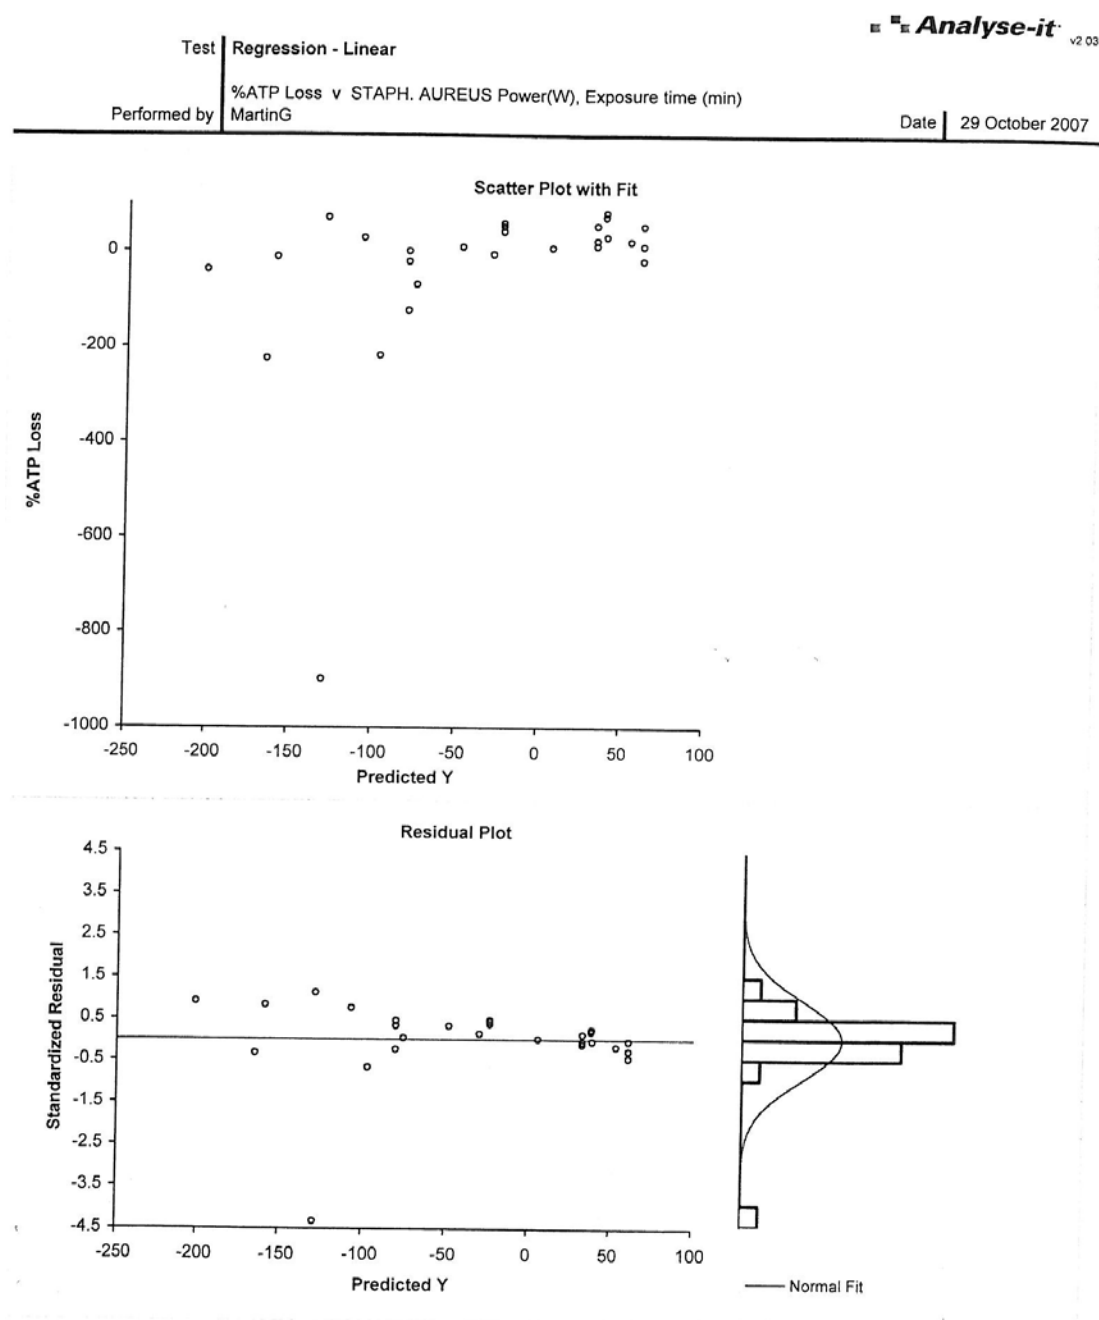 Analyse-it
v2 03
Test Regression - Linear
%ATP Loss v STAPH. AUREUS Power(W), Exposure time (min)
Performed by MartinG
Date 29 October 2007
Scatter Plot with Fit
0
-200
-400
-600
-800
-1000
%ATP Loss
-250 -200 -150 -100 -50 0 50 100
Predicted Y
Residual Plot
4.5
3.5
2.5
1.5
0.5
-0.5
-1.5
-2.5
-3.5
-4.5
Standardized Residual
-250 -200 -150 -100 -50 0 50 100
Predicted Y
Normal Fit